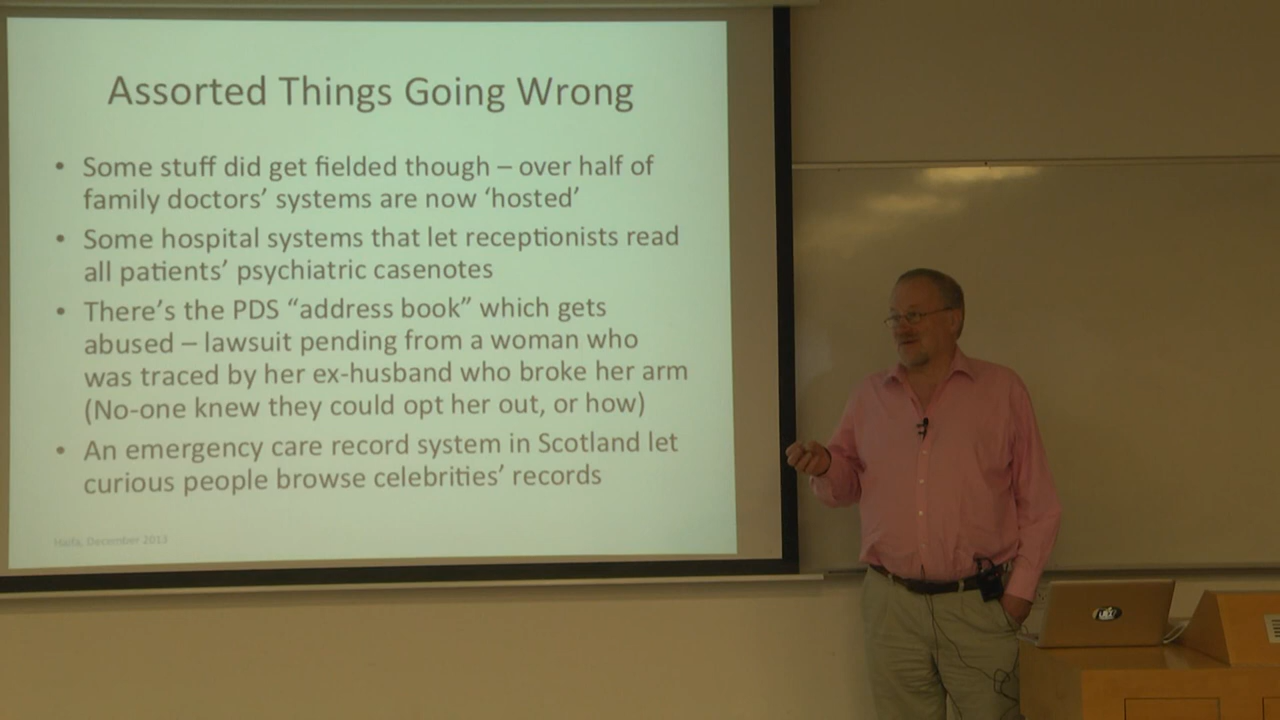 Assorted Things Going Wrong
• Some stuff did get fielded though – over half of
family doctors’ systems are now ‘hosted’
• Some hospital systems that let receptionists read
all patients’ psychiatric casenotes
• There’s the PDS “address book” which gets
abused – lawsuit pending from a woman who
was traced by her ex-husband who broke her arm
(No-one knew they could opt her out, or how)
• An emergency care record system in Scotland let
curious people browse celebrities’ records
Haifa, December 2013